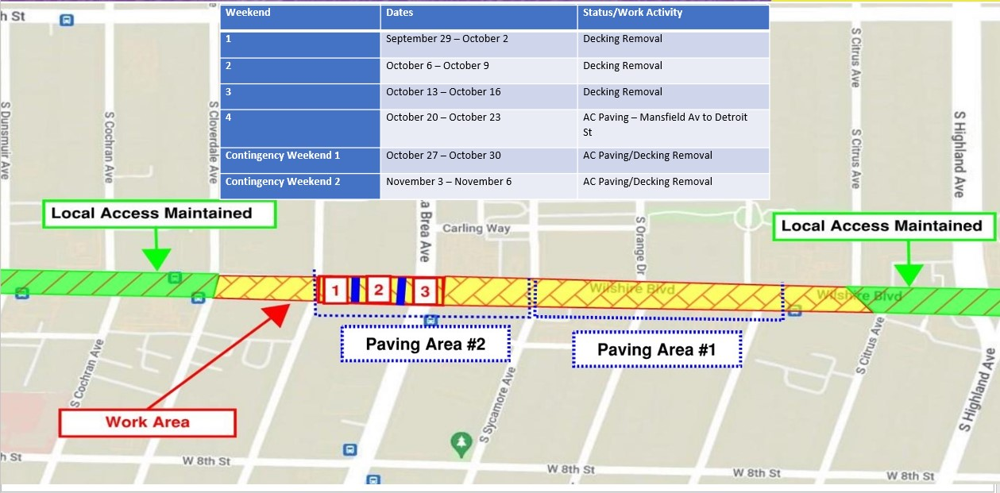 h St
Weekend Dates Status/Work Activity
1 September 29 – October 2 Decking Removal
2 October 6 – October 9 Decking Removal
3 October 13 – October 16 Decking Removal
4 October 20 – October 23 AC Paving – Mansfield Av to Detroit
St
Contingency Weekend 1 October 27 – October 30 AC Paving/Decking Removal
Contingency Weekend 2 November 3 – November 6 AC Paving/Decking Removal
S Dunsmuir Ave
S Cochran Ave
S Cloverdale Ave
S Citrus Ave
S Citrus Ave
S Highland Ave
Local Access Maintained
a Brea Ave
Carling Way
S Orange Dr
Local Access Maintained
1
2
3
Wilshire Blvd
Wilshire Blvd
Paving Area #2
Paving Area #1
S Cochran Ave
S Sycamore Ave
S Citrus Ave
S Highland Ave
Work Area
h St
W 8th St
W 8th St
W 8th St
W 8th St